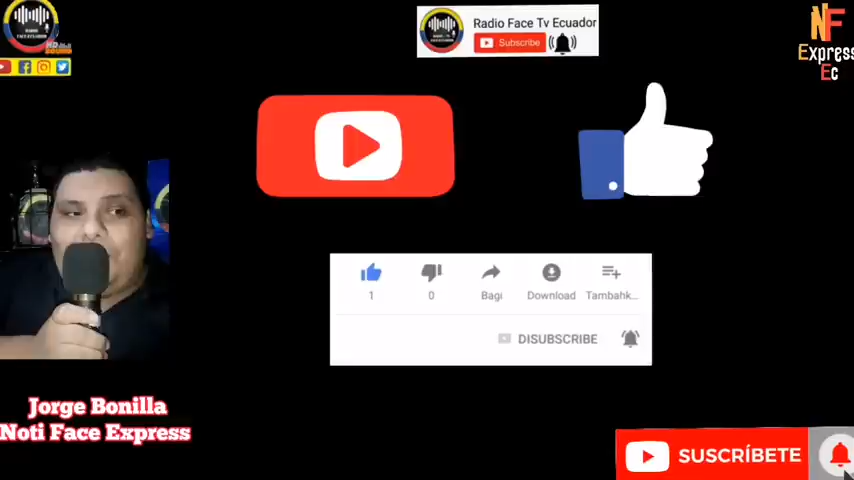 Radio Face Tv Ecuador
Subscribe
NF
Express
Ec
1
0
Bagi
Download
Tambahk...
DISUBSCRIBE
Jorge Bonilla
Noti Face Express
SUSCRÍBETE